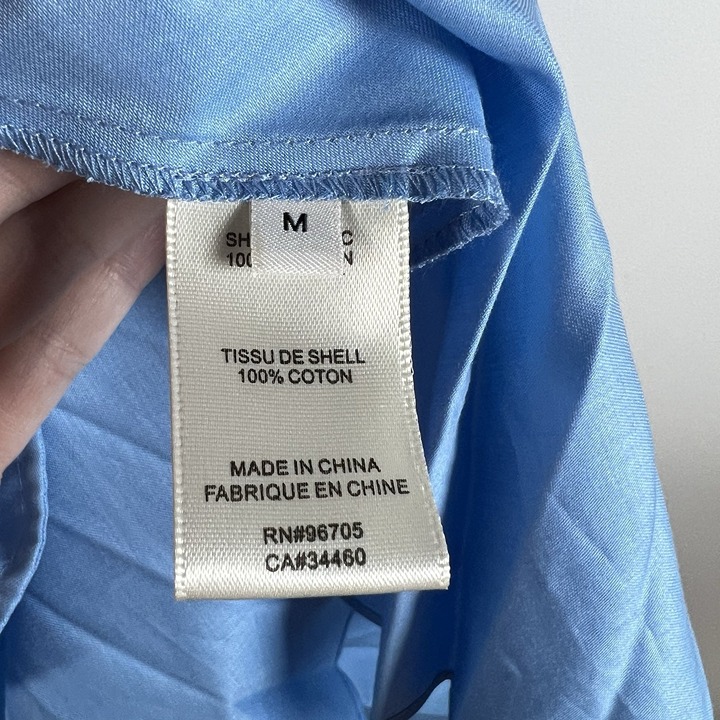 M
TISSU DE SHELL
100% COTON
MADE IN CHINA
FABRIQUE EN CHINE
RN#96705
CA#34460